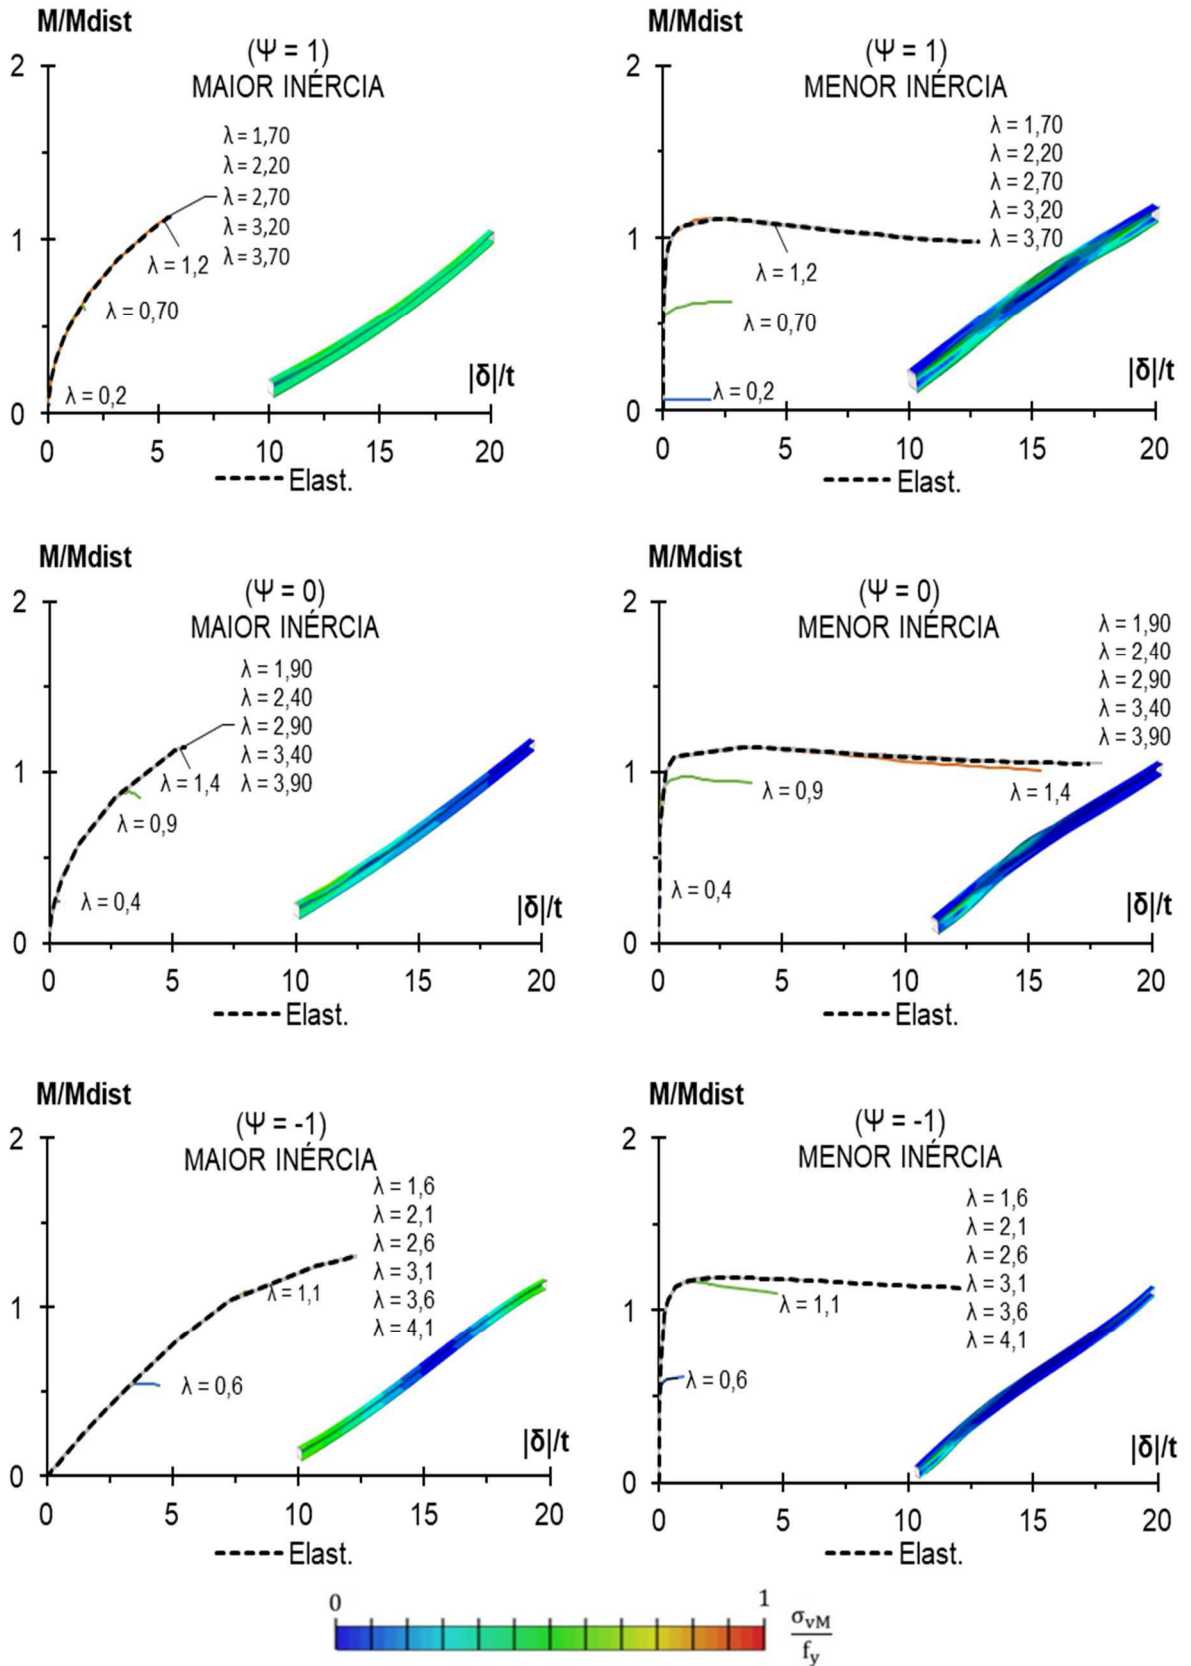 M/Mdist
(Ψ = 1)
MAIOR INÉRCIA
2
1
0
λ = 1,70
λ = 2,20
λ = 2,70
λ = 3,20
λ = 3,70
λ = 1,2
λ = 0,70
λ = 0,2
|δ|/t
0 5 10 15 20
Elast.
M/Mdist
(Ψ = 1)
MENOR INÉRCIA
2
1
0
λ = 1,70
λ = 2,20
λ = 2,70
λ = 3,20
λ = 3,70
λ = 1,2
λ = 0,70
λ = 0,2
|δ|/t
0 5 10 15 20
Elast.
M/Mdist
(Ψ = 0)
MAIOR INÉRCIA
2
1
0
λ = 1,90
λ = 2,40
λ = 2,90
λ = 3,40
λ = 3,90
λ = 1,4
λ = 0,9
λ = 0,4
|δ|/t
0 5 10 15 20
Elast.
M/Mdist
(Ψ = 0)
MENOR INÉRCIA
2
1
0
λ = 1,90
λ = 2,40
λ = 2,90
λ = 3,40
λ = 3,90
λ = 0,9
λ = 1,4
λ = 0,4
|δ|/t
0 5 10 15 20
Elast.
M/Mdist
(Ψ = -1)
MAIOR INÉRCIA
2
1
0
λ = 1,6
λ = 2,1
λ = 2,6
λ = 3,1
λ = 3,6
λ = 4,1
λ = 1,1
λ = 0,6
|δ|/t
0 5 10 15 20
Elast.
M/Mdist
(Ψ = -1)
MENOR INÉRCIA
2
1
0
λ = 1,6
λ = 2,1
λ = 2,6
λ = 3,1
λ = 3,6
λ = 4,1
λ = 1,1
λ = 0,6
|δ|/t
0 5 10 15 20
Elast.
0 1
σvM
fy